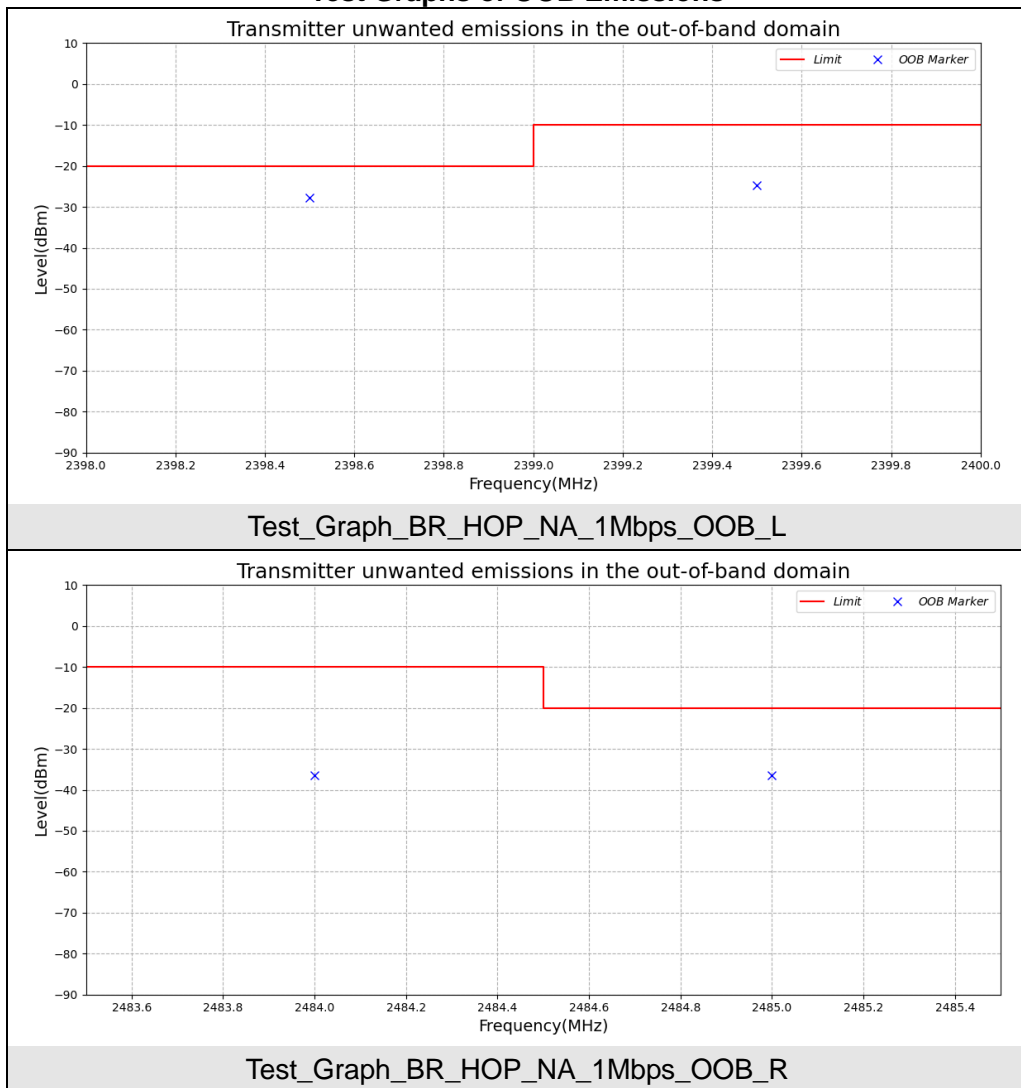 Test Graphs of OOB Emissions
Transmitter unwanted emissions in the out-of-band domain
Limit OOB Marker
10
0
−10
−20
−30
−40
−50
−60
−70
−80
−90
Level(dBm)
2398.0 2398.2 2398.4 2398.6 2398.8 2399.0 2399.2 2399.4 2399.6 2399.8 2400.0
Frequency(MHz)
Test_Graph_BR_HOP_NA_1Mbps_OOB_L
Transmitter unwanted emissions in the out-of-band domain
Limit OOB Marker
10
0
−10
−20
−30
−40
−50
−60
−70
−80
−90
Level(dBm)
2483.6 2483.8 2484.0 2484.2 2484.4 2484.6 2484.8 2485.0 2485.2 2485.4
Frequency(MHz)
Test_Graph_BR_HOP_NA_1Mbps_OOB_R